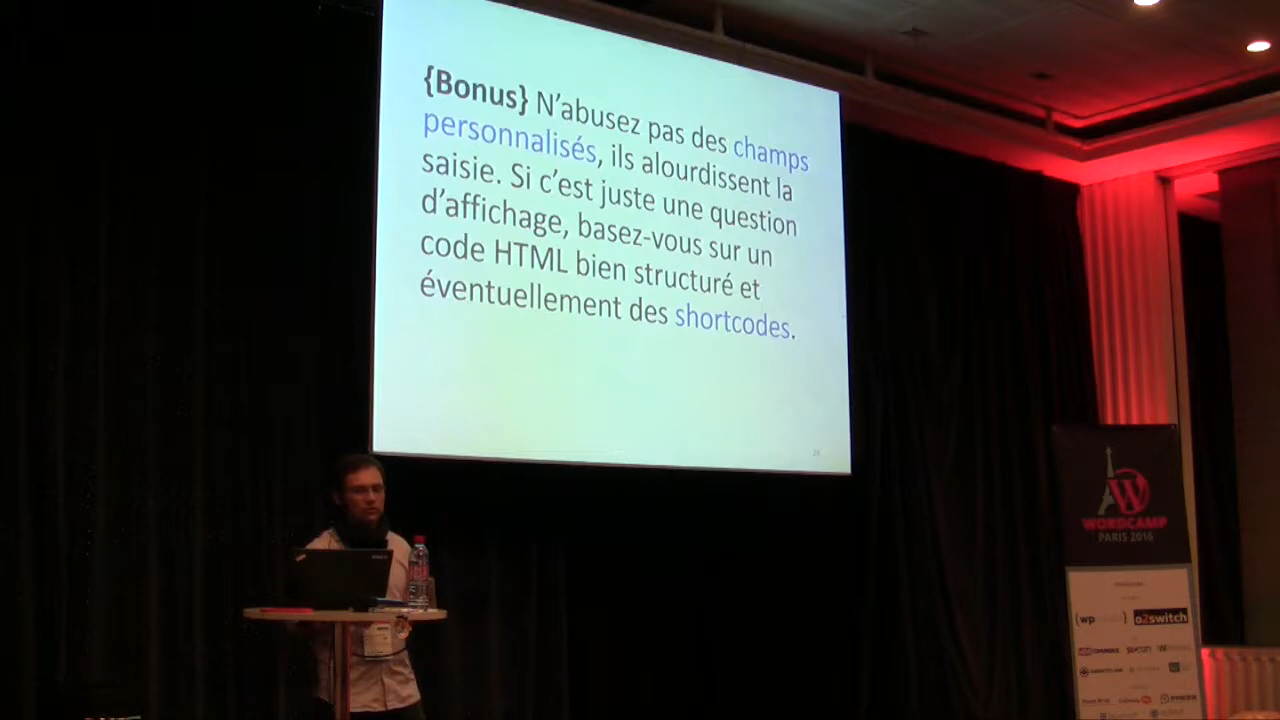 {Bonus} N’abusez pas des champs
personnalisés, ils alourdissent la
saisie. Si c’est juste une question
d’affichage, basez-vous sur un
code HTML bien structuré et
éventuellement des shortcodes.
WORDCAMP
PARIS 2016
o2switch